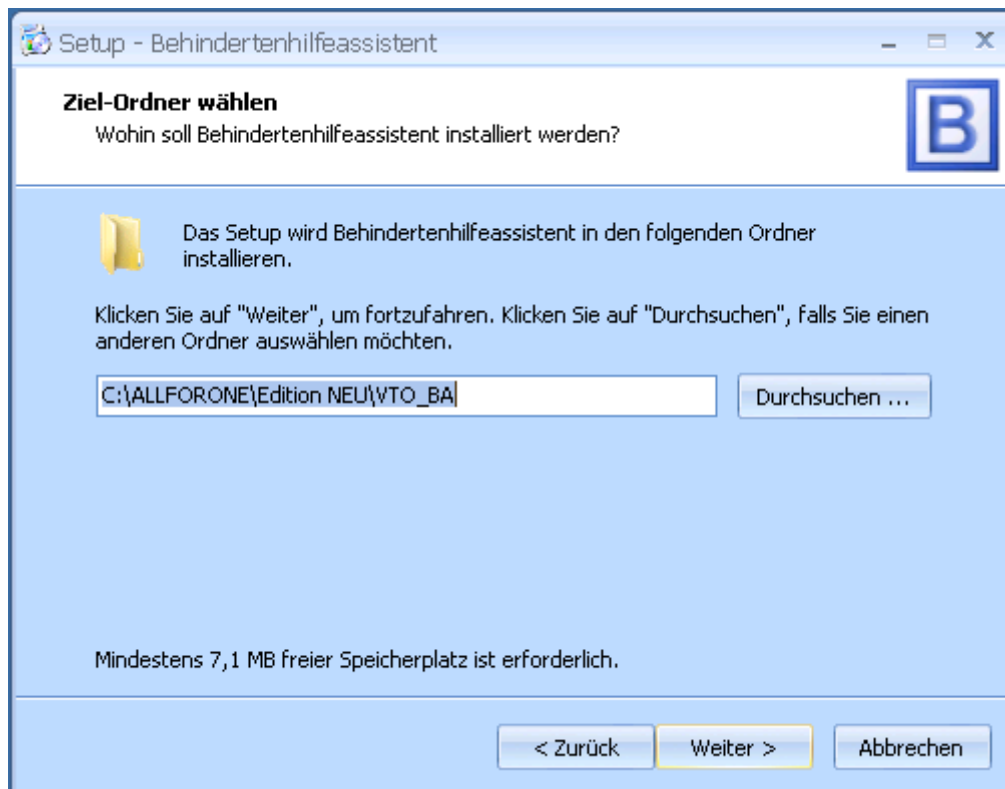 Setup - Behindertenhilfeassistent
Ziel-Ordner wählen
Wohin soll Behindertenhilfeassistent installiert werden?
B
Das Setup wird Behindertenhilfeassistent in den folgenden Ordner
installieren.
Klicken Sie auf "Weiter", um fortzufahren. Klicken Sie auf "Durchsuchen", falls Sie einen
anderen Ordner auswählen möchten.
C:\ALLFORONE\Edition NEU\VTO_BA
Durchsuchen ...
Mindestens 7,1 MB freier Speicherplatz ist erforderlich.
< Zurück
Weiter >
Abbrechen